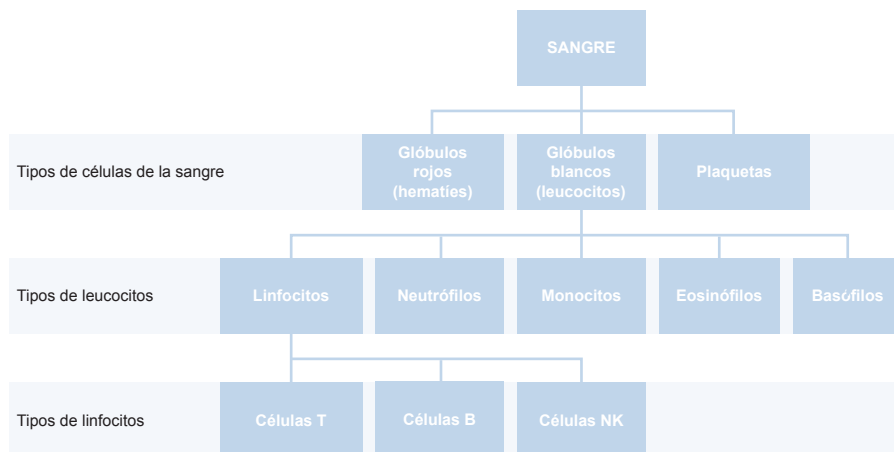 SANGRE
Tipos de células de la sangre
Glóbulos
rojos
(hematíes)
Glóbulos
blancos
(leucocitos)
Plaquetas
Tipos de leucocitos
Linfocitos
Neutrófilos
Monocitos
Eosinófilos
Basófilos
Tipos de linfocitos
Células T
Células B
Células NK